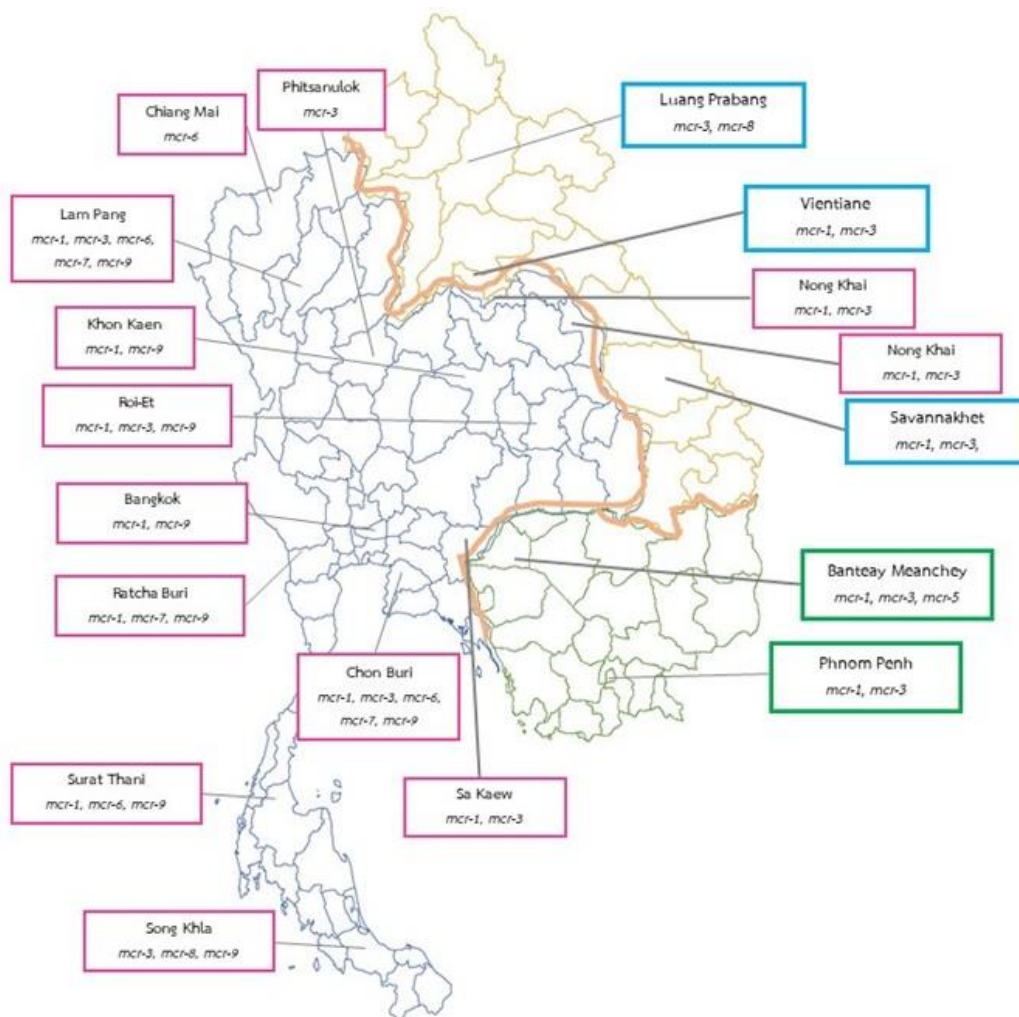 Phitsanulok
mcr-3
Chiang Mai
mcr-6
Luang Prabang
mcr-3, mcr-8
Lam Pang
mcr-1, mcr-3, mcr-6,
mcr-7, mcr-9
Vientiane
mcr-1, mcr-3
Nong Khai
mcr-1, mcr-3
Khon Kaen
mcr-1, mcr-9
Nong Khai
mcr-1, mcr-3
Roi-Et
mcr-1, mcr-3, mcr-9
Savannakhet
mcr-1, mcr-3,
Bangkok
mcr-1, mcr-9
Banteay Meanchey
mcr-1, mcr-3, mcr-5
Ratcha Buri
mcr-1, mcr-7, mcr-9
Chon Buri
mcr-1, mcr-3, mcr-6,
mcr-7, mcr-9
Phnom Penh
mcr-1, mcr-3
Surat Thani
mcr-1, mcr-6, mcr-9
Sa Kaew
mcr-1, mcr-3
Song Khla
mcr-3, mcr-8, mcr-9